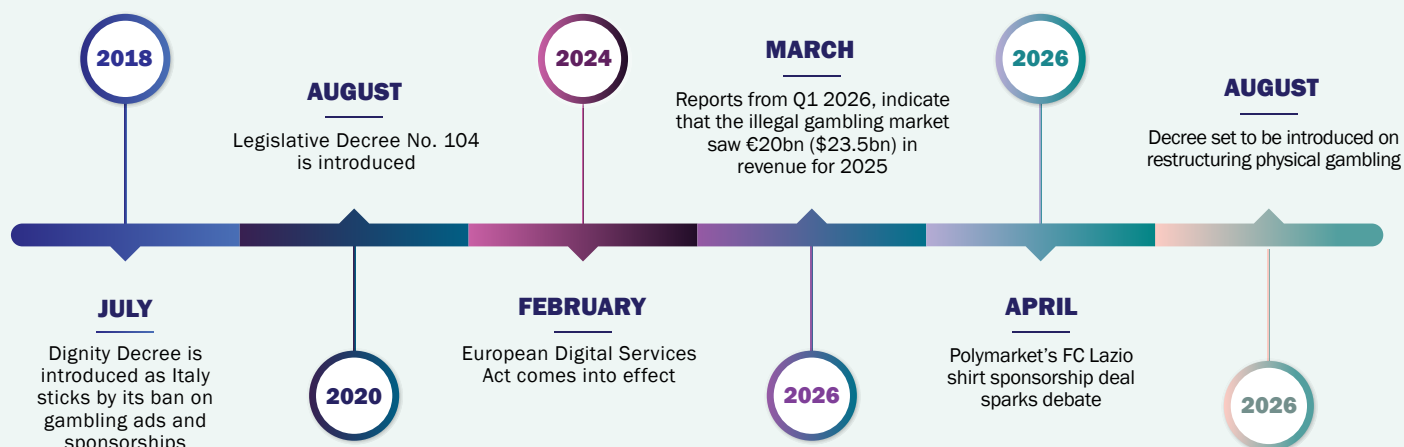 2018
JULY
Dignity Decree is
introduced as Italy
sticks by its ban on
gambling ads and
sponsorships
AUGUST
Legislative Decree No. 104
is introduced
2020
2024
FEBRUARY
European Digital Services
Act comes into effect
MARCH
Reports from Q1 2026, indicate
that the illegal gambling market
saw €20bn ($23.5bn) in
revenue for 2025
2026
2026
APRIL
Polymarket’s FC Lazio
shirt sponsorship deal
sparks debate
AUGUST
Decree set to be introduced on
restructuring physical gambling
2026